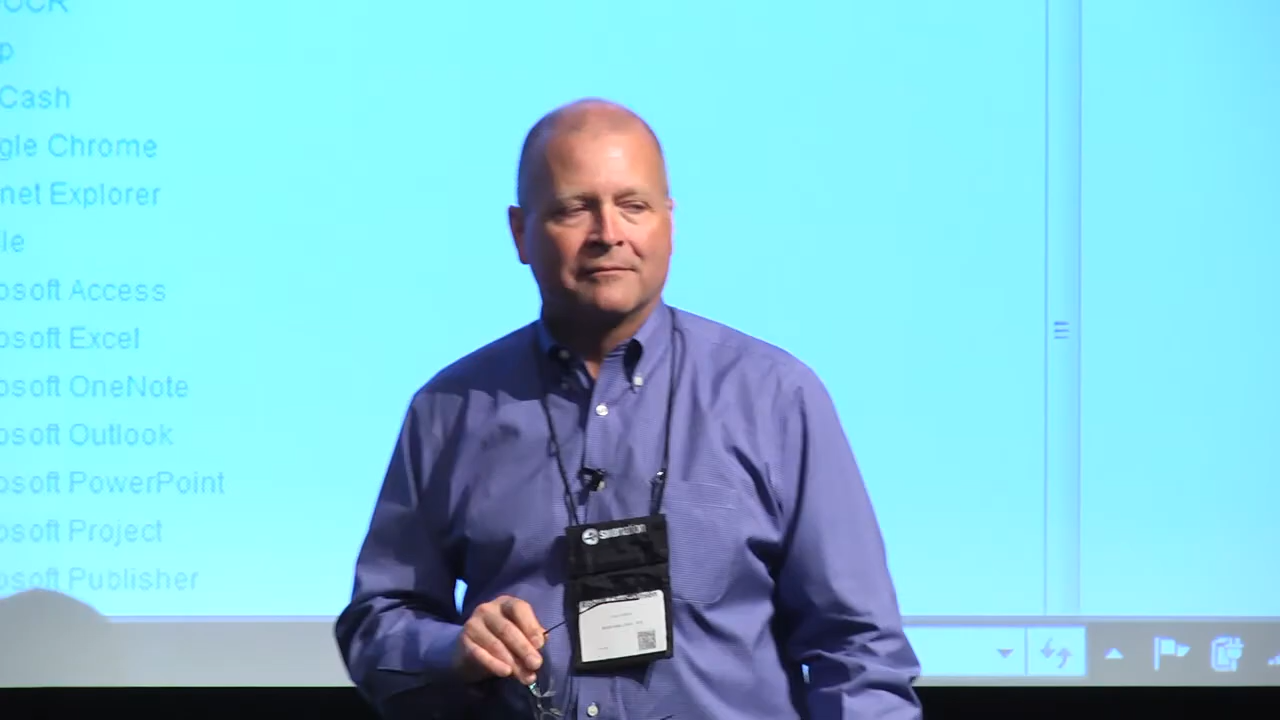 OCR
p
Cash
gle Chrome
net Explorer
le
osoft Access
osoft Excel
osoft OneNote
osoft Outlook
osoft PowerPoint
osoft Project
osoft Publisher